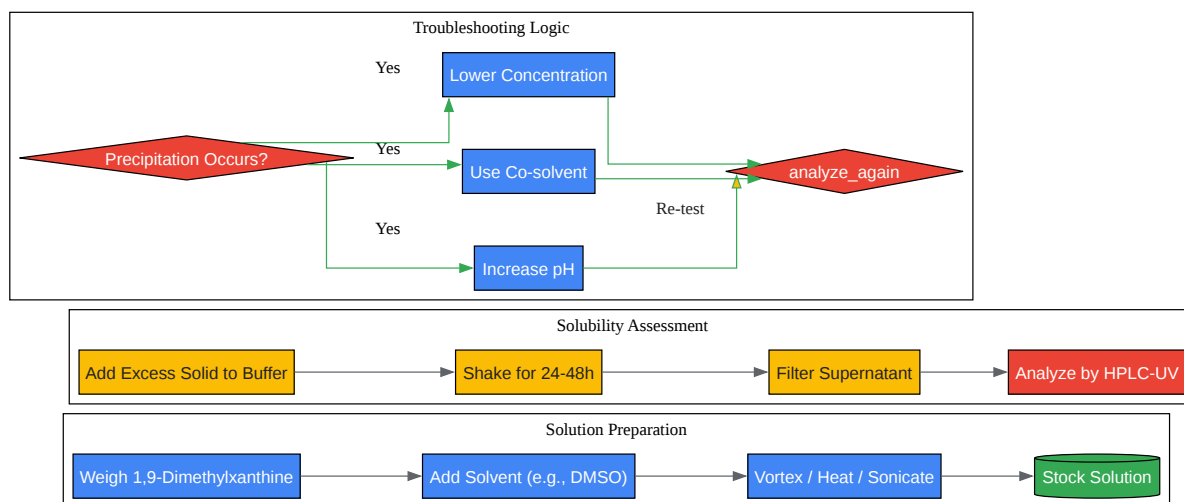 Troubleshooting Logic
Yes
Lower Concentration
Precipitation Occurs?
Yes
Use Co-solvent
analyze_again
Re-test
Yes
Increase pH
Solubility Assessment
Add Excess Solid to Buffer
Shake for 24-48h
Filter Supernatant
Analyze by HPLC-UV
Solution Preparation
Weigh 1,9-Dimethylxanthine
Add Solvent (e.g., DMSO)
Vortex / Heat / Sonicate
Stock Solution